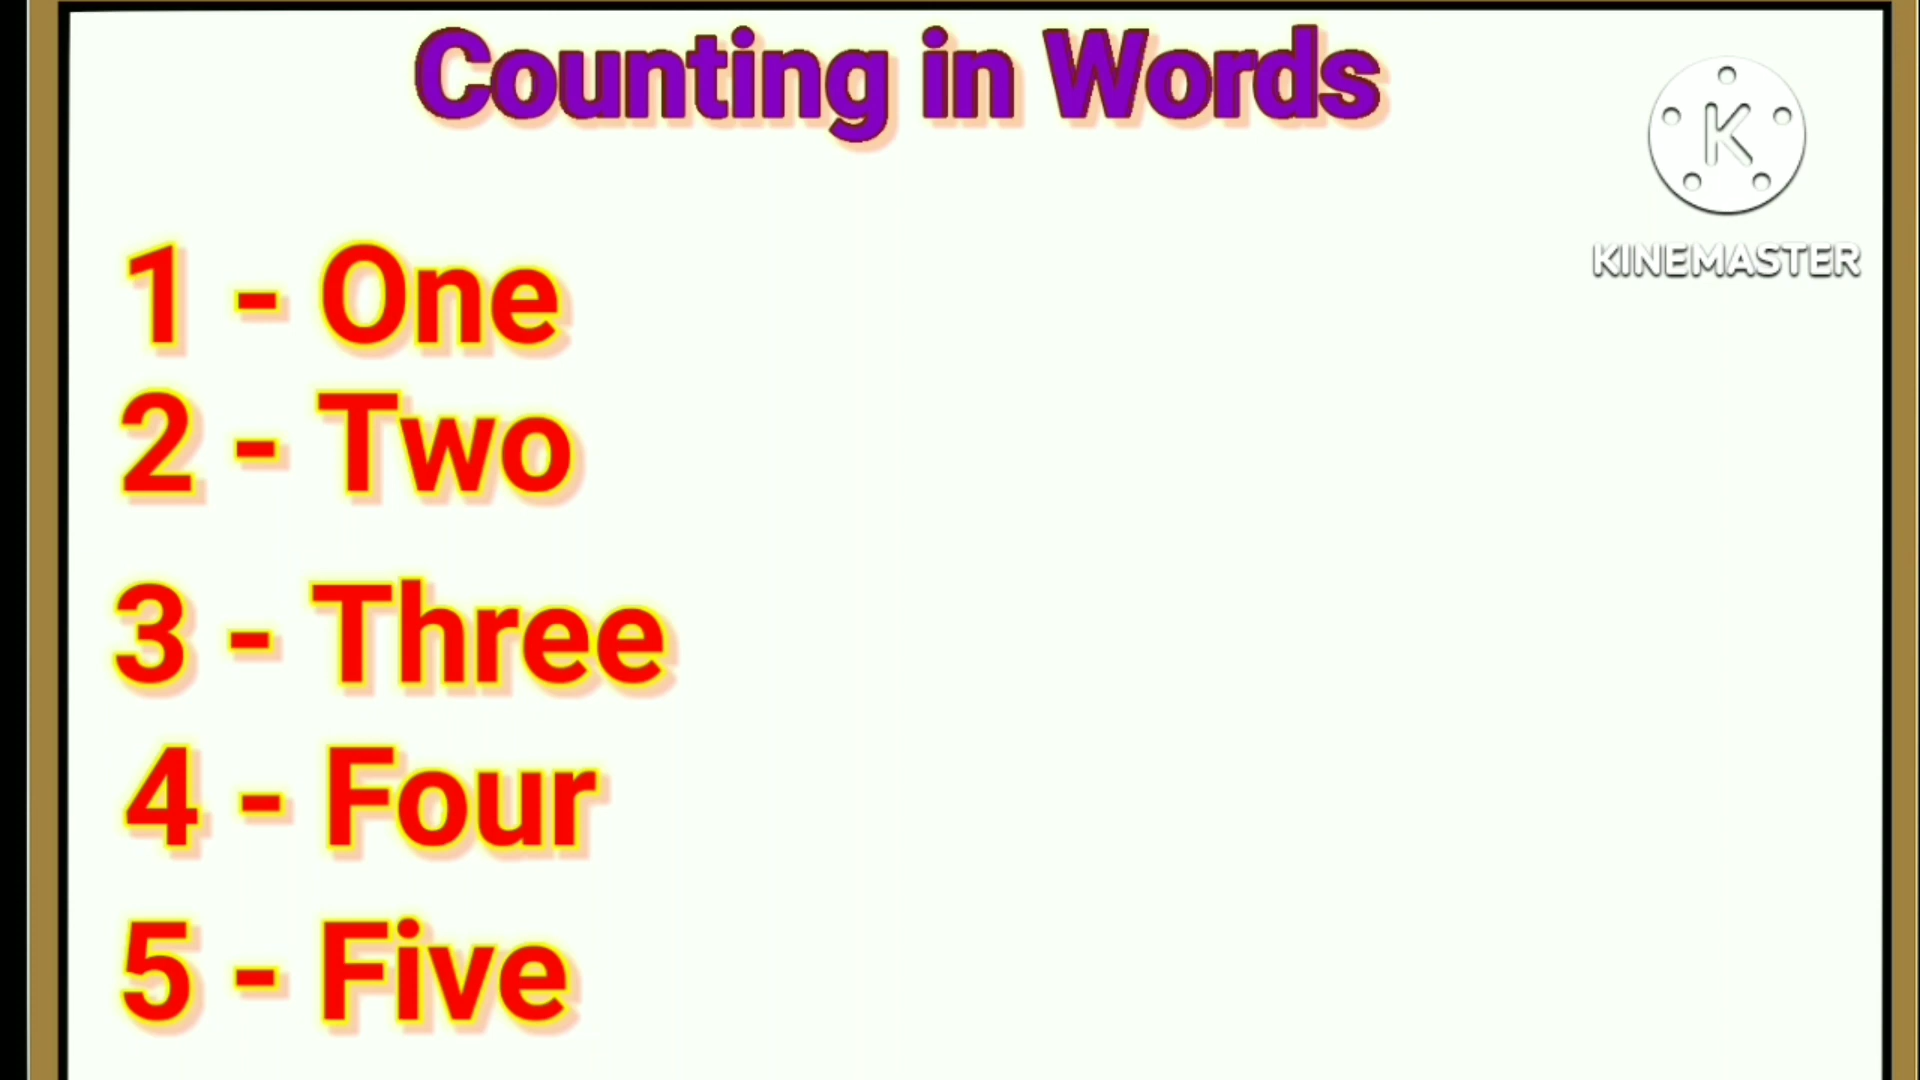 Counting in Words
K
KINEMASTER
1 - One
2 - Two
3 - Three
4 - Four
5 - Five